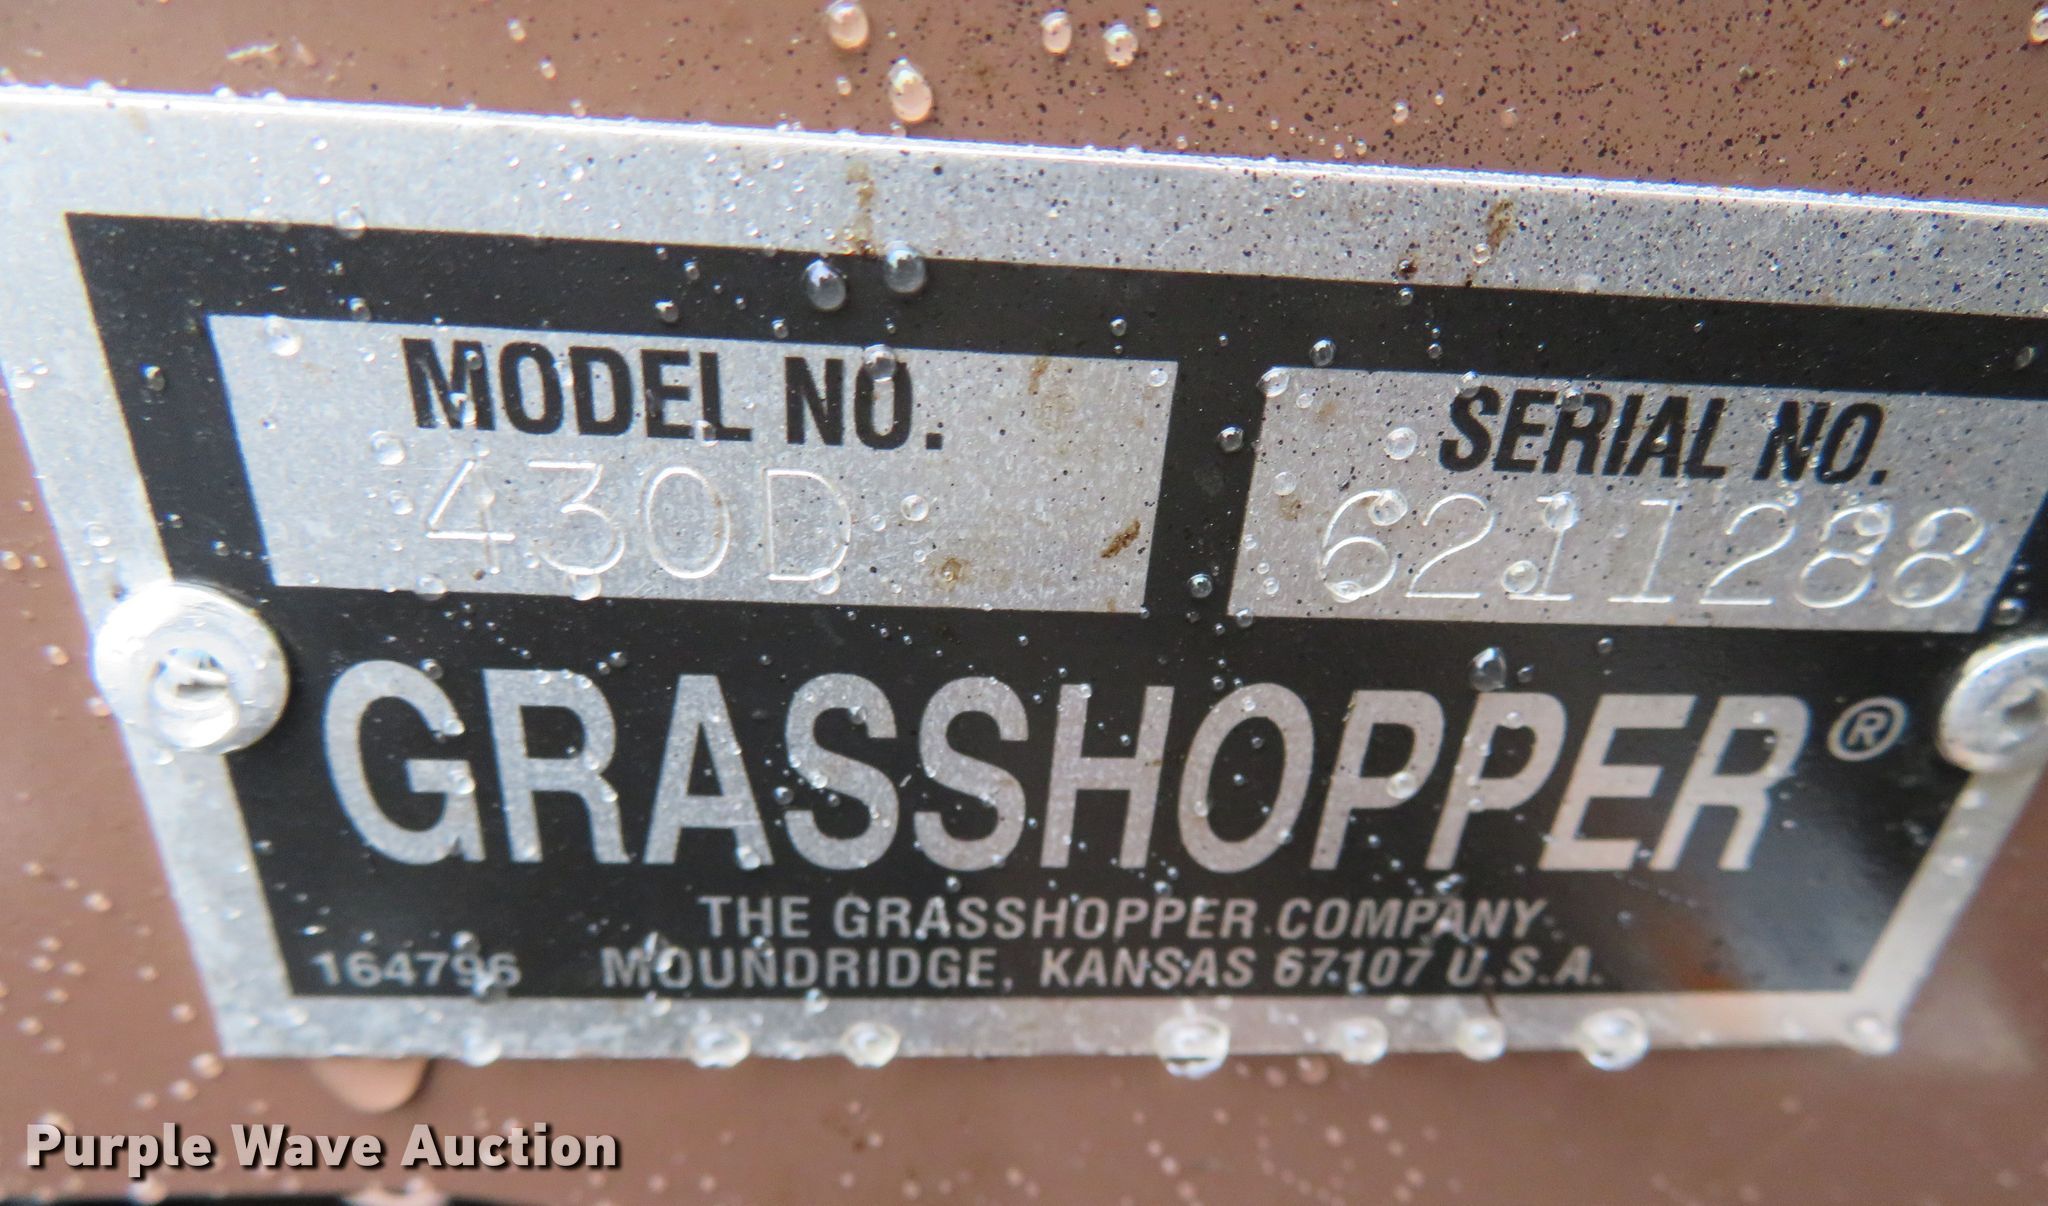 MODEL NO.
430D
SERIAL NO.
6211288
GRASSHOPPER®
THE GRASSHOPPER COMPANY
164796 MOUNDRIDGE, KANSAS 67107 U.S.A.
Purple Wave Auction